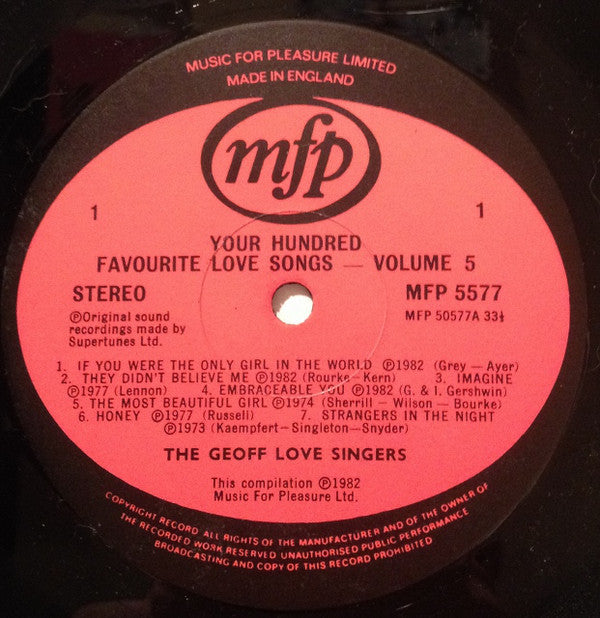 MUSIC FOR PLEASURE LIMITED
MADE IN ENGLAND
mfp
1
1
YOUR HUNDRED
FAVOURITE LOVE SONGS — VOLUME 5
STEREO
MFP 5577
℗Original sound
recordings made by
Supertunes Ltd.
MFP 50577A 33⅓
1. IF YOU WERE THE ONLY GIRL IN THE WORLD ℗1982 (Grey — Ayer)
2. THEY DIDN'T BELIEVE ME ℗1982 (Rourke–Kern) 3. IMAGINE
℗1977 (Lennon) 4. EMBRACEABLE YOU ℗1982 (G. & I. Gershwin)
5. THE MOST BEAUTIFUL GIRL ℗1974 (Sherrill – Wilson – Bourke)
6. HONEY ℗1977 (Russell) 7. STRANGERS IN THE NIGHT
℗1973 (Kaempfert–Singleton–Snyder)
THE GEOFF LOVE SINGERS
This compilation ℗1982
Music For Pleasure Ltd.
COPYRIGHT RECORD ALL RIGHTS OF THE MANUFACTURER AND OF THE OWNER OF
THE RECORDED WORK RESERVED UNAUTHORISED PUBLIC PERFORMANCE
BROADCASTING AND COPY OF THIS RECORD PROHIBITED